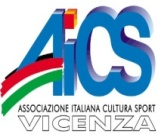 AiCS
ASSOCIAZIONE ITALIANA CULTURA SPORT
VICENZA